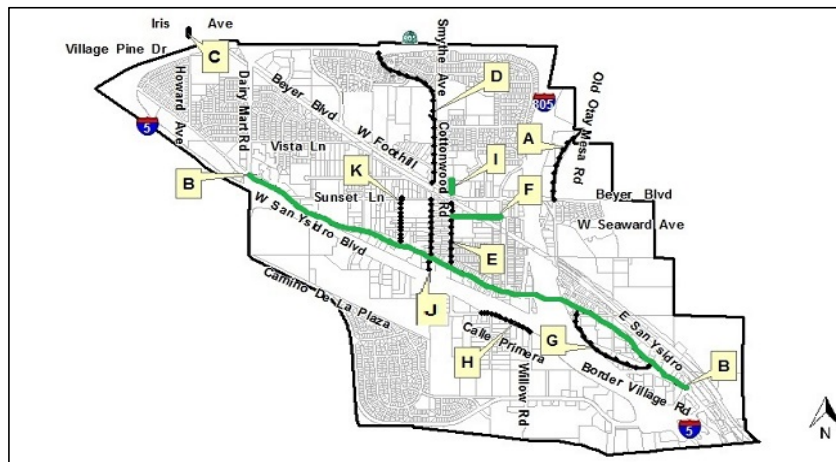 Iris Ave
Village Pine Dr
C
Howard Ave
Dairy Mart Rd
Beyer Blvd
Smythe Ave
D
805
Old Otay Mesa Rd
A
5
Vista Ln
W Foothill
Cottonwood Rd
I
K
F
B
Sunset Ln
Beyer Blvd
W Seaward Ave
W San Ysidro Blvd
E
Camino De La Plaza
J
Calle Primera
H
G
Willow Rd
E San Ysidro
B
Border Village Rd
5
N